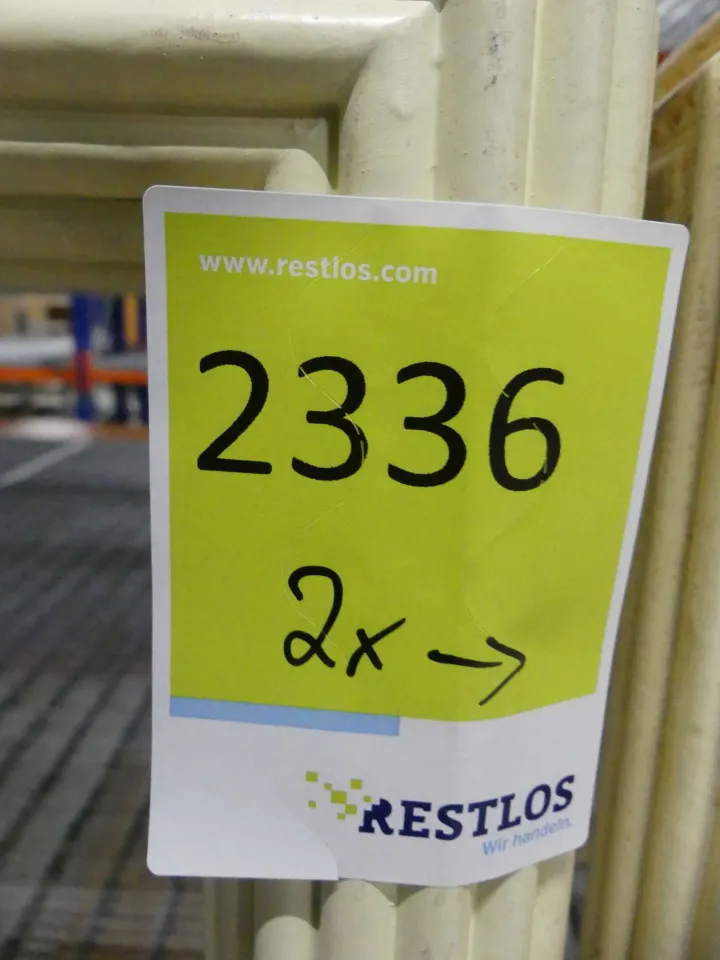 www.restlos.com
2336
2x →
RESTLOS
Wir handeln.